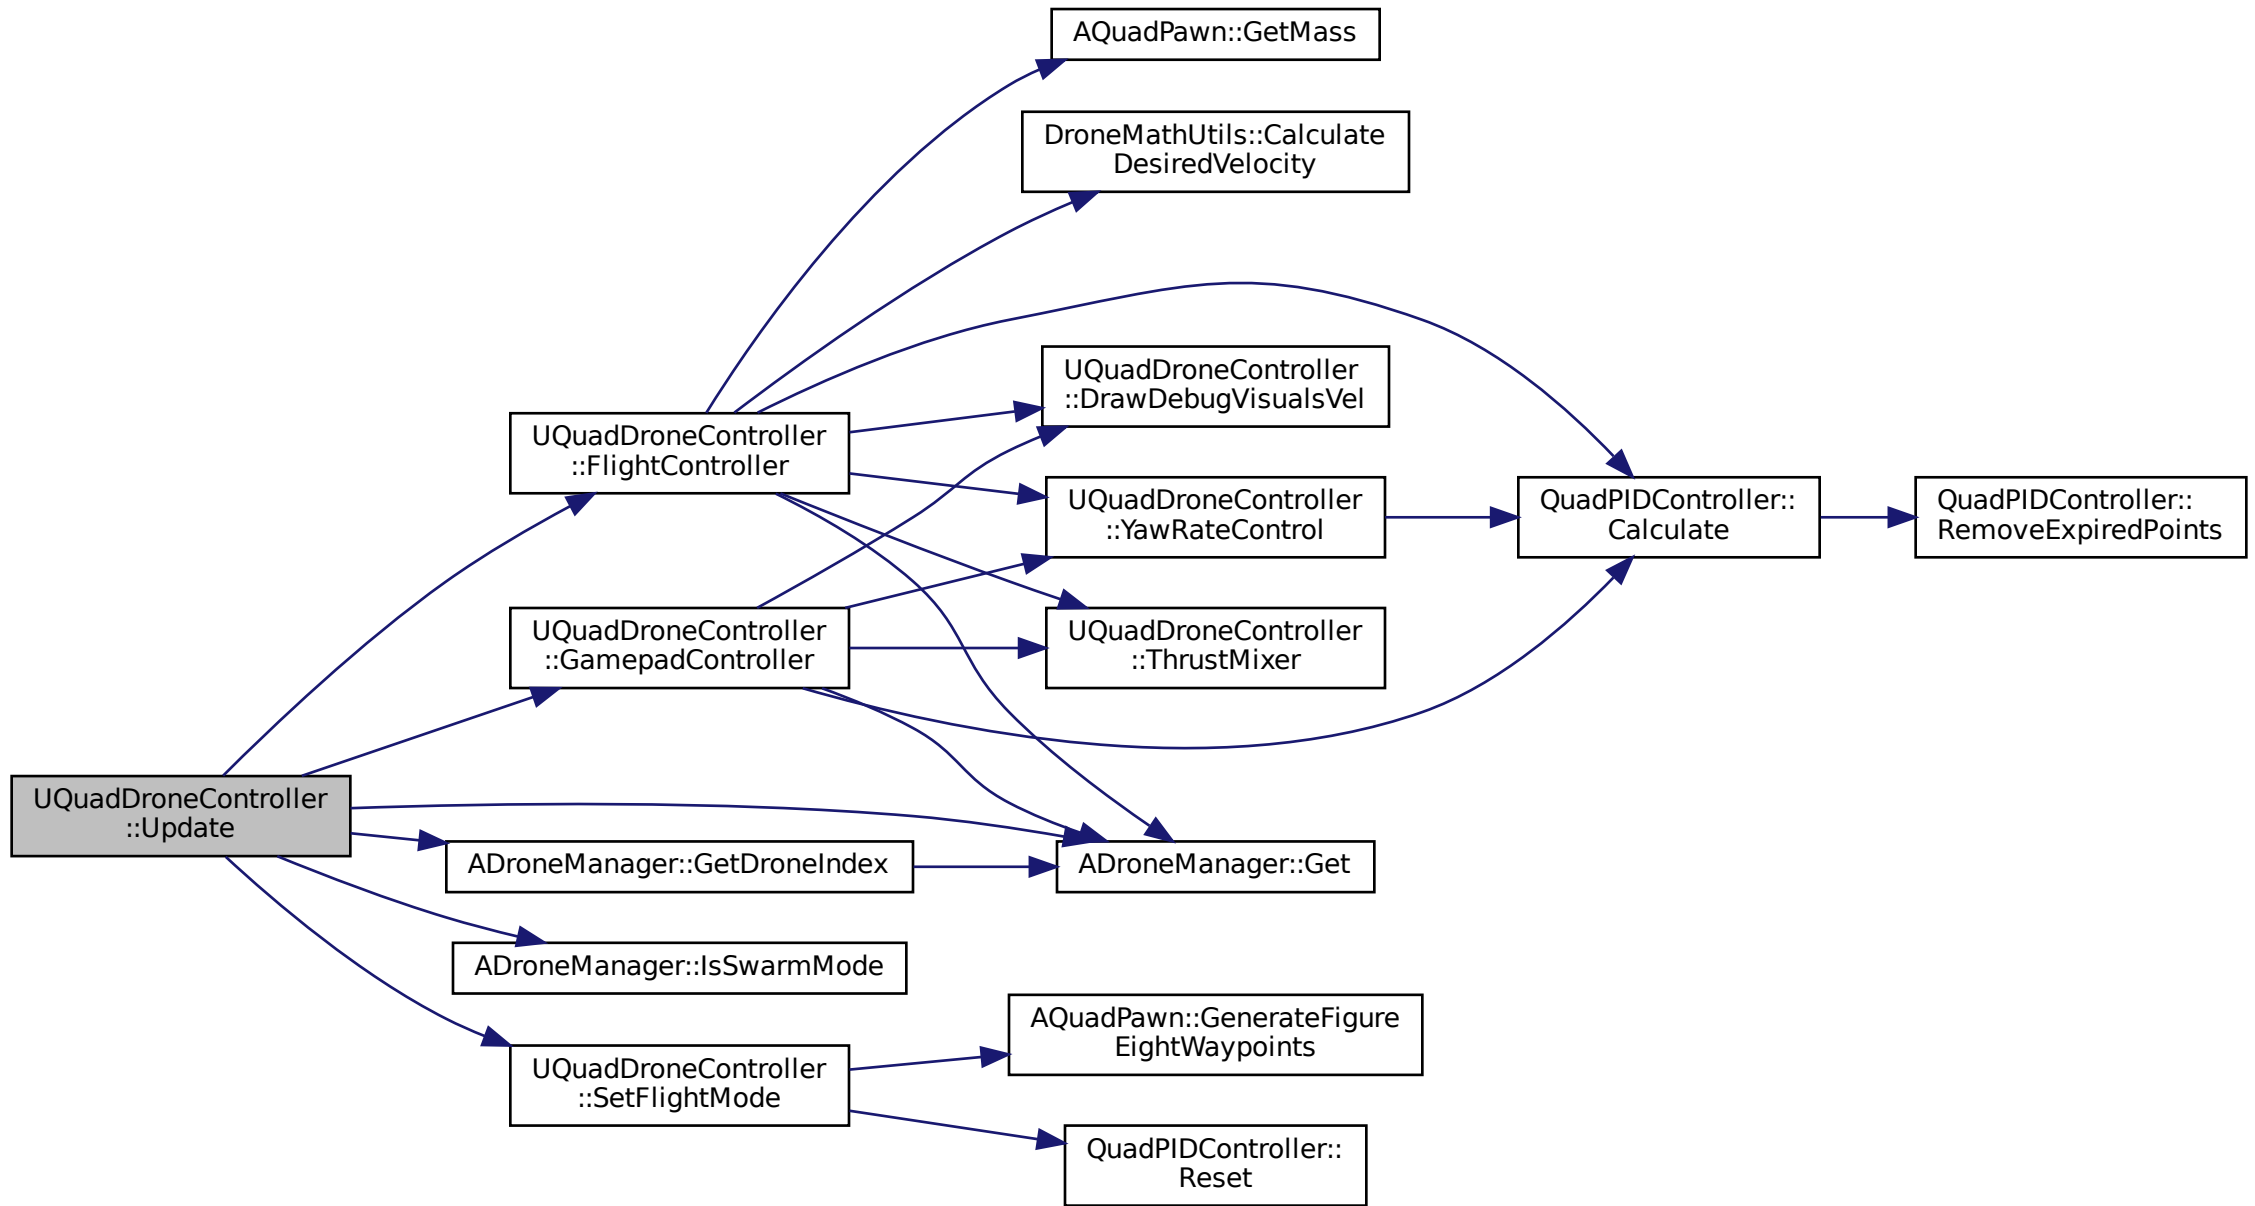 AQuadPawn::GetMass
DroneMathUtils::Calculate
DesiredVelocity
UQuadDroneController
::DrawDebugVisualsVel
UQuadDroneController
::FlightController
UQuadDroneController
::YawRateControl
QuadPIDController::
Calculate
QuadPIDController::
RemoveExpiredPoints
UQuadDroneController
::GamepadController
UQuadDroneController
::ThrustMixer
UQuadDroneController
::Update
ADroneManager::GetDroneIndex
ADroneManager::Get
ADroneManager::IsSwarmMode
AQuadPawn::GenerateFigure
EightWaypoints
UQuadDroneController
::SetFlightMode
QuadPIDController::
Reset